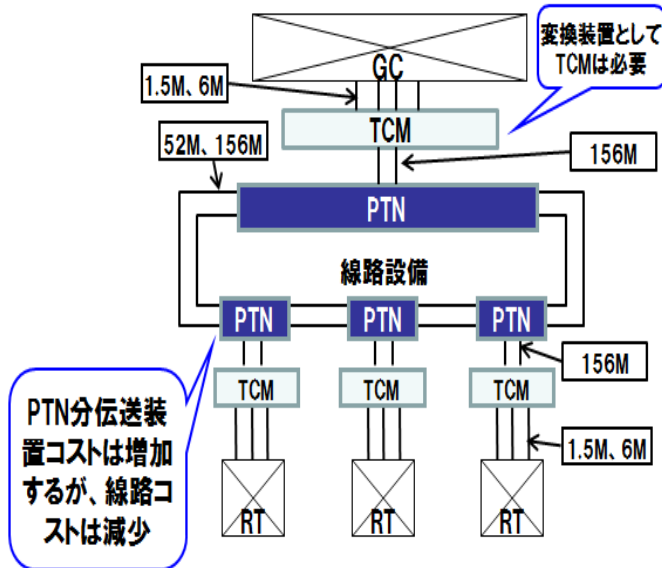 変換装置として
TCMは必要
GC
1.5M、6M
TCM
52M、156M
156M
PTN
線路設備
PTN
PTN
PTN
156M
TCM
TCM
TCM
PTN分伝送装
置コストは増加
するが、線路コ
ストは減少
1.5M、6M
RT
RT
RT